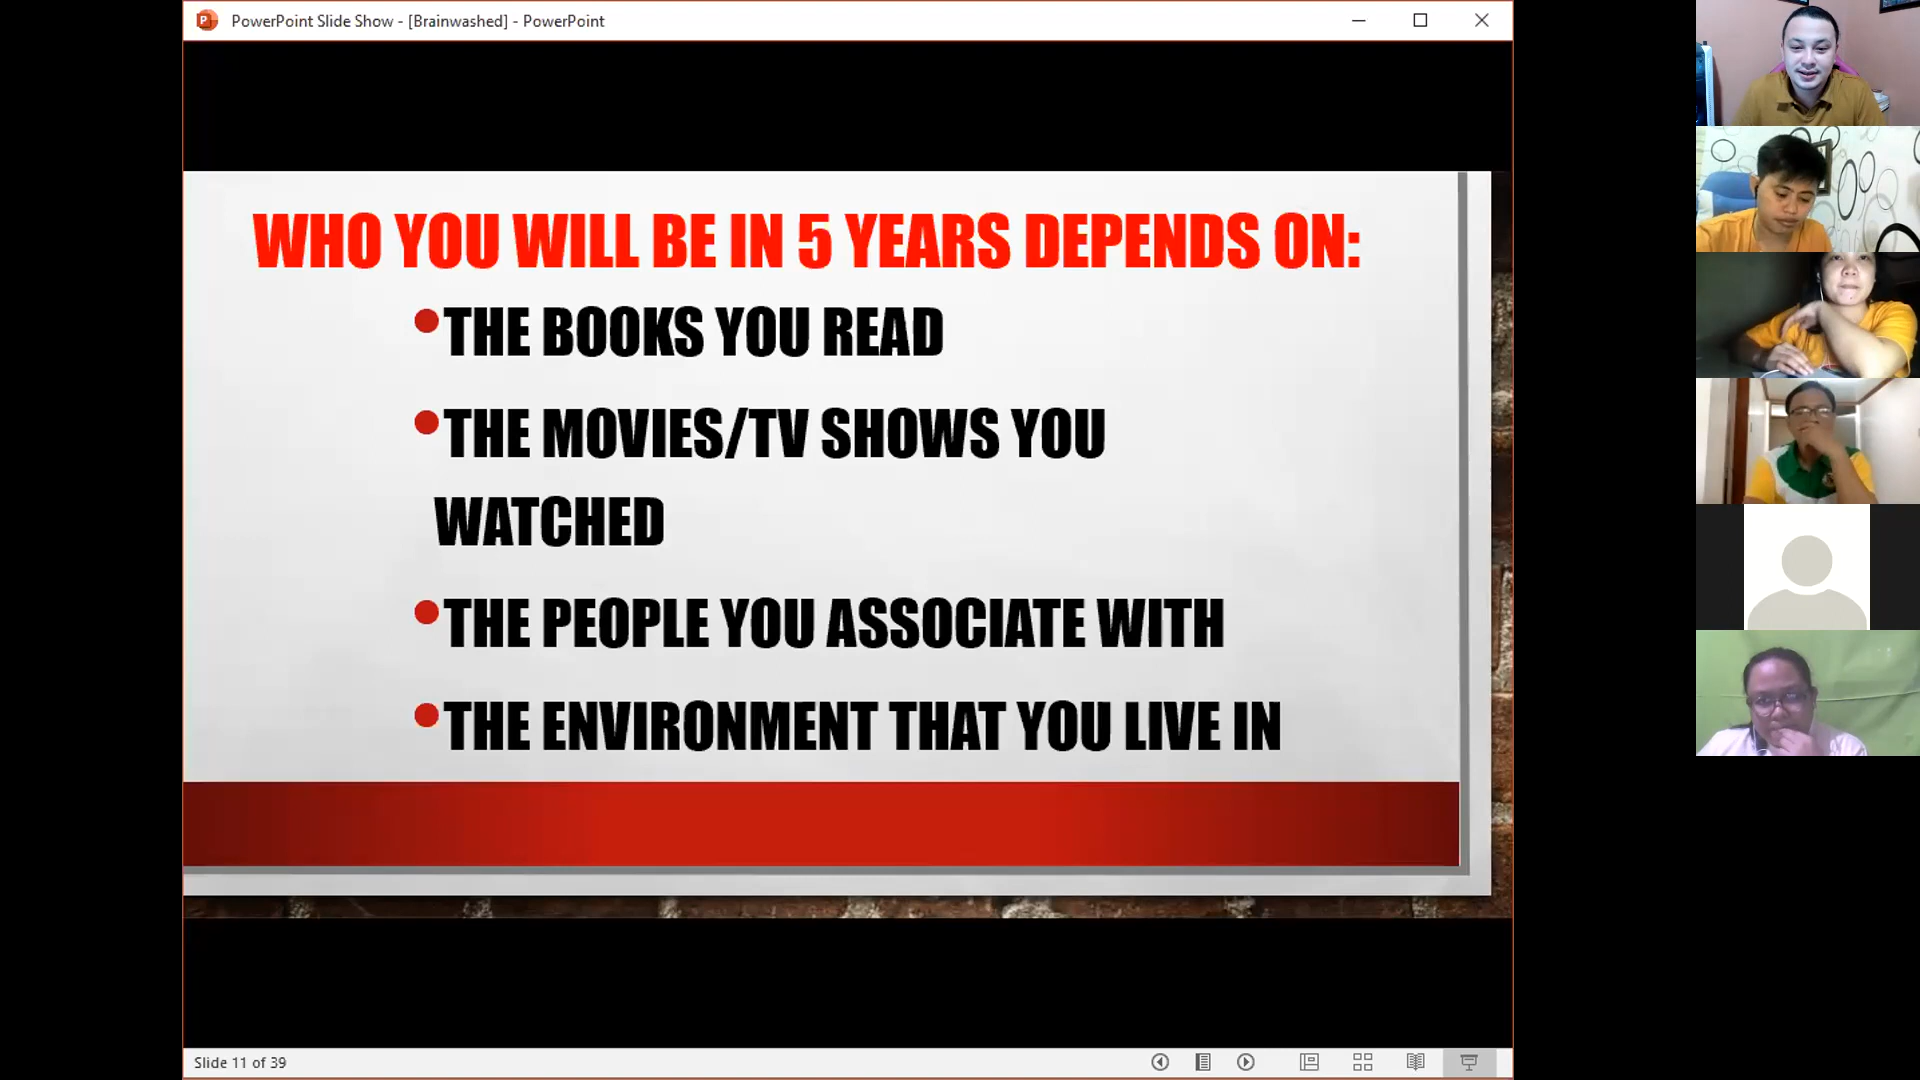 PowerPoint Slide Show - [Brainwashed] - PowerPoint
WHO YOU WILL BE IN 5 YEARS DEPENDS ON:
•THE BOOKS YOU READ
•THE MOVIES/TV SHOWS YOU
WATCHED
•THE PEOPLE YOU ASSOCIATE WITH
•THE ENVIRONMENT THAT YOU LIVE IN
Slide 11 of 39